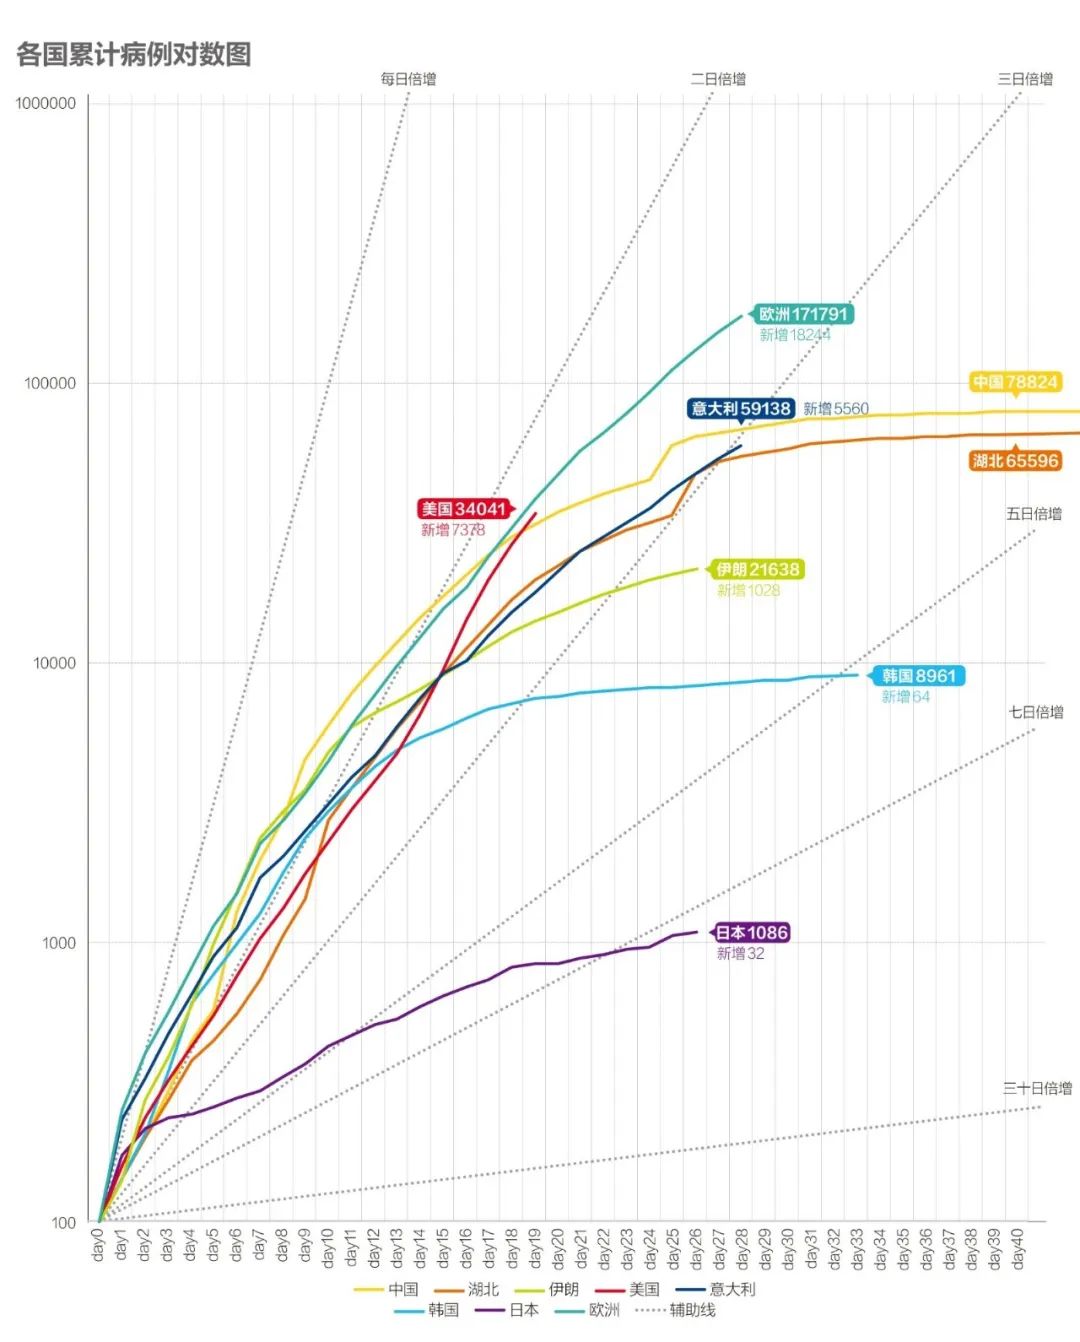 各国累计病例对数图
每日倍增
二日倍增
三日倍增
1000000
欧洲171791
新增18244
100000
中国78824
意大利59138 新增5560
湖北65596
美国34041
新增7378
五日倍增
伊朗21638
新增1028
10000
韩国8961
新增64
七日倍增
1000
日本1086
新增32
三十日倍增
100
day0 day1 day2 day3 day4 day5 day6 day7 day8 day9 day10 day11 day12 day13 day14 day15 day16 day17 day18 day19 day20 day21 day22 day23 day24 day25 day26 day27 day28 day29 day30 day31 day32 day33 day34 day35 day36 day37 day38 day39 day40
中国 湖北 伊朗 美国 意大利
韩国 日本 欧洲 辅助线